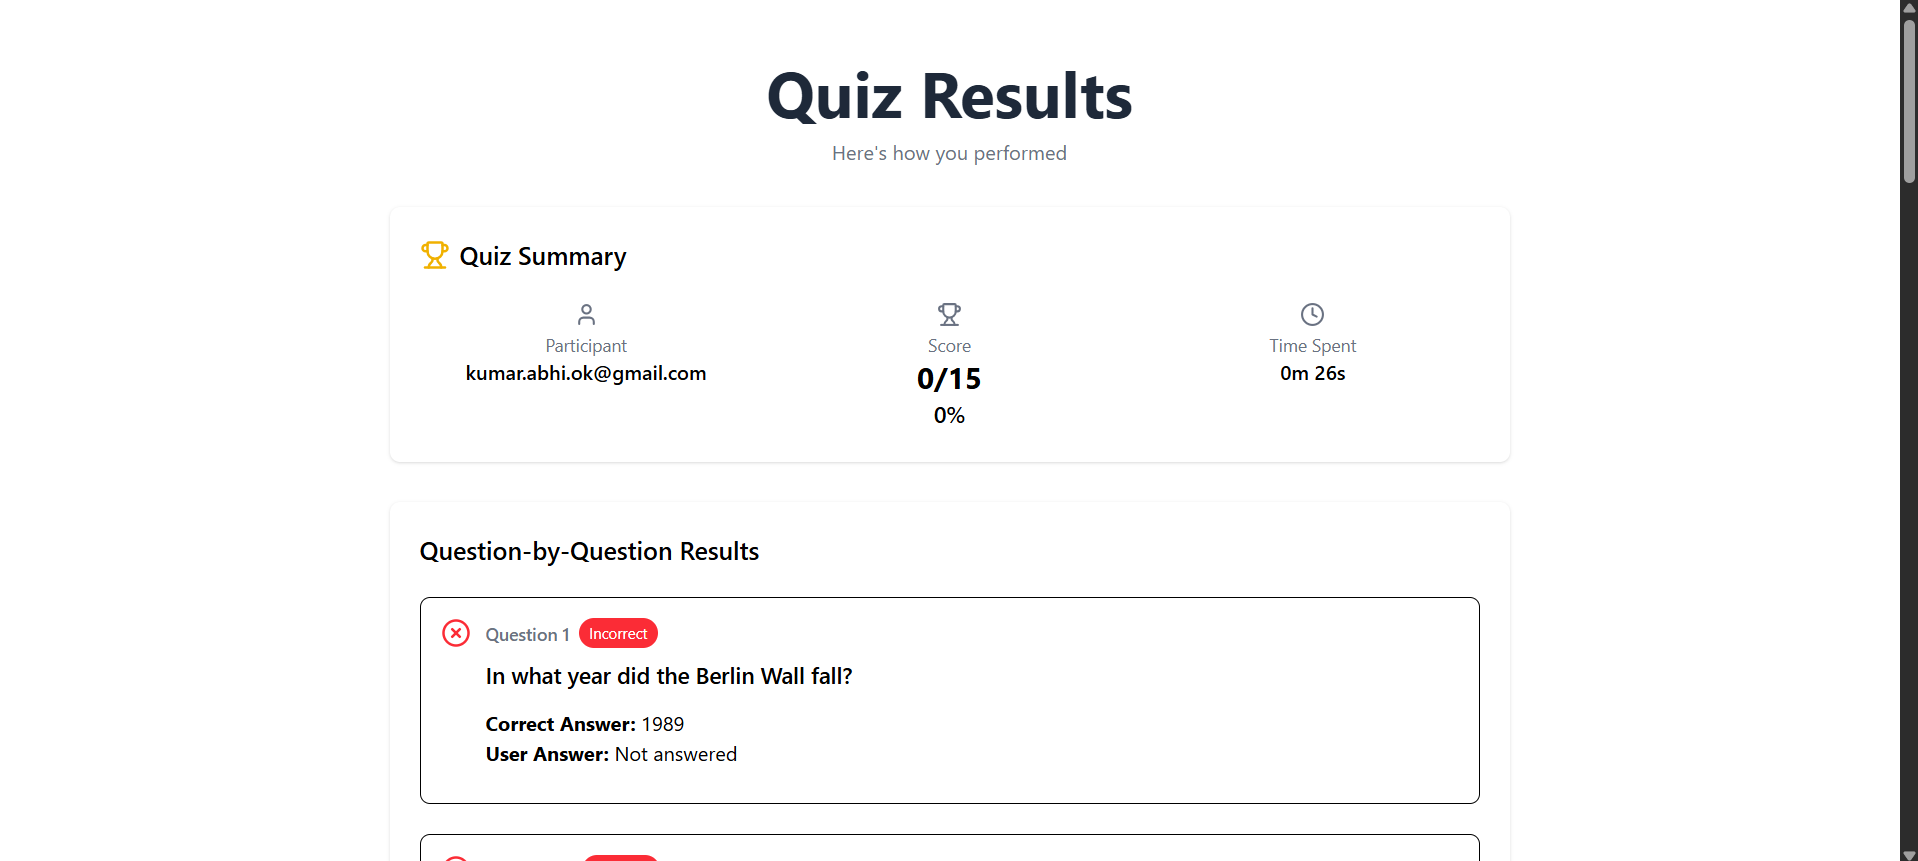 Quiz Results
Here's how you performed
Quiz Summary
Participant
kumar.abhi.ok@gmail.com
Score
0/15
0%
Time Spent
0m 26s
Question-by-Question Results
Question 1 Incorrect
In what year did the Berlin Wall fall?
Correct Answer: 1989
User Answer: Not answered